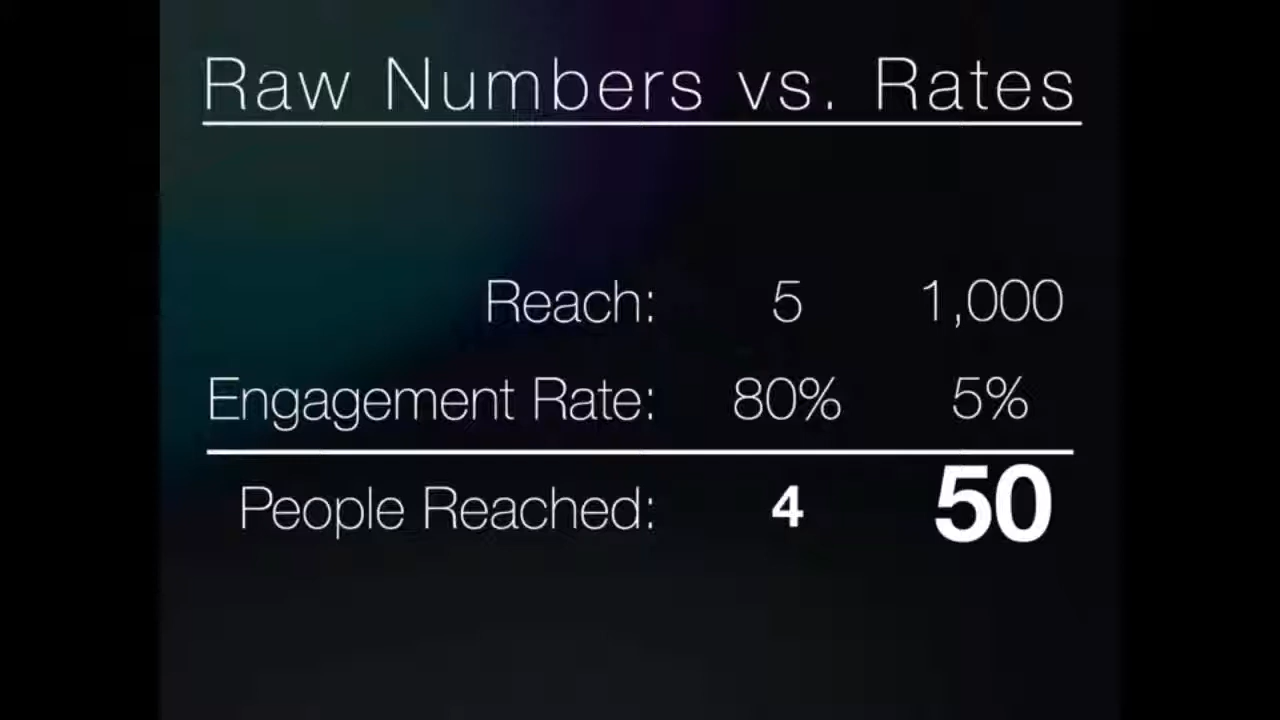 Raw Numbers vs. Rates
Reach: 5 1,000
Engagement Rate: 80% 5%
People Reached: 4 50